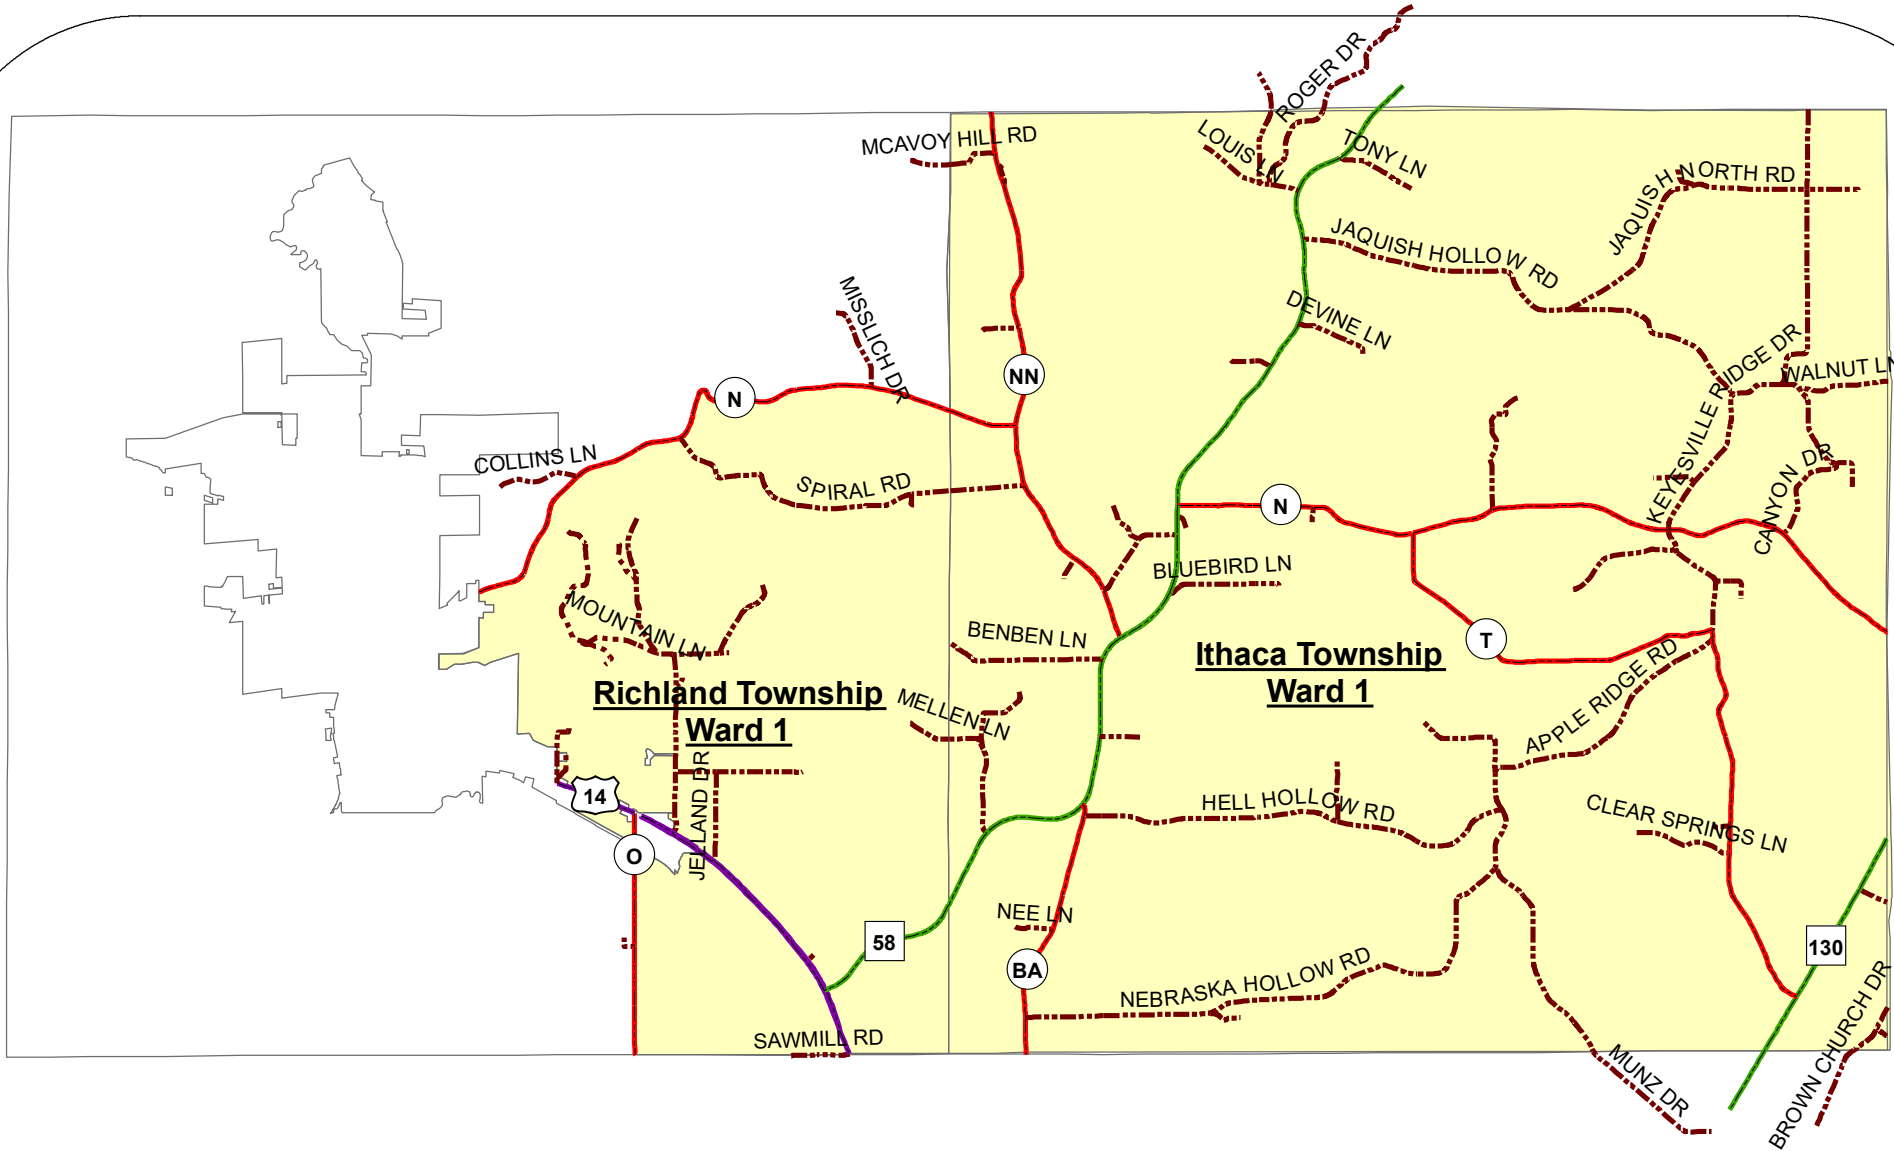 ROGER DR
MCAVOY HILL RD
LOUIS LN
TONY LN
JAQUISH NORTH RD
JAQUISH HOLLOW RD
MISSLICH DR
DEVINE LN
NN
N
KEYESVILLE RIDGE DR
WALNUT LN
COLLINS LN
SPIRAL RD
N
CANYON DR
BLUEBIRD LN
MOUNTAIN LN
BENBEN LN
T
Ithaca Township
Ward 1
Richland Township
Ward 1
MELLEN LN
APPLE RIDGE RD
JELLAND DR
14
HELL HOLLOW RD
CLEAR SPRINGS LN
O
NEE LN
58
130
BA
NEBRASKA HOLLOW RD
SAWMILL RD
MUNZ DR
BROWN CHURCH DR